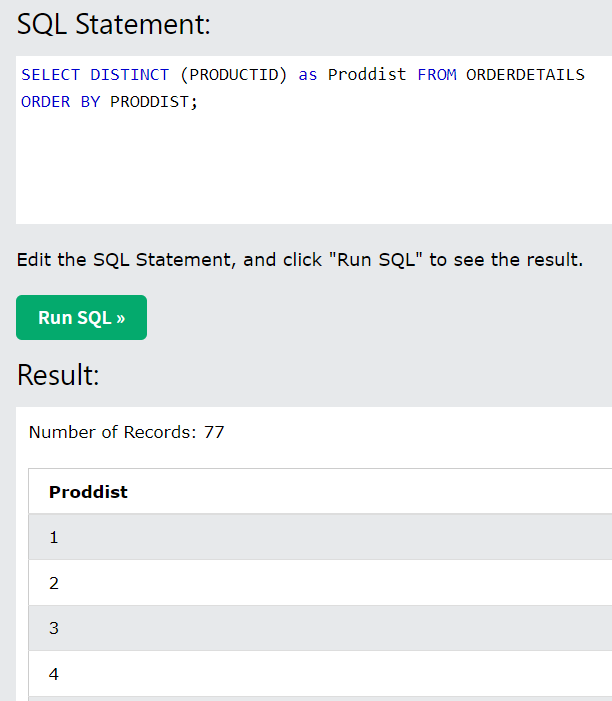 SQL Statement:
SELECT DISTINCT (PRODUCTID) as Proddist FROM ORDERDETAILS
ORDER BY PRODDIST;
Edit the SQL Statement, and click "Run SQL" to see the result.
Run SQL »
Result:
Number of Records: 77
Proddist
1
2
3
4